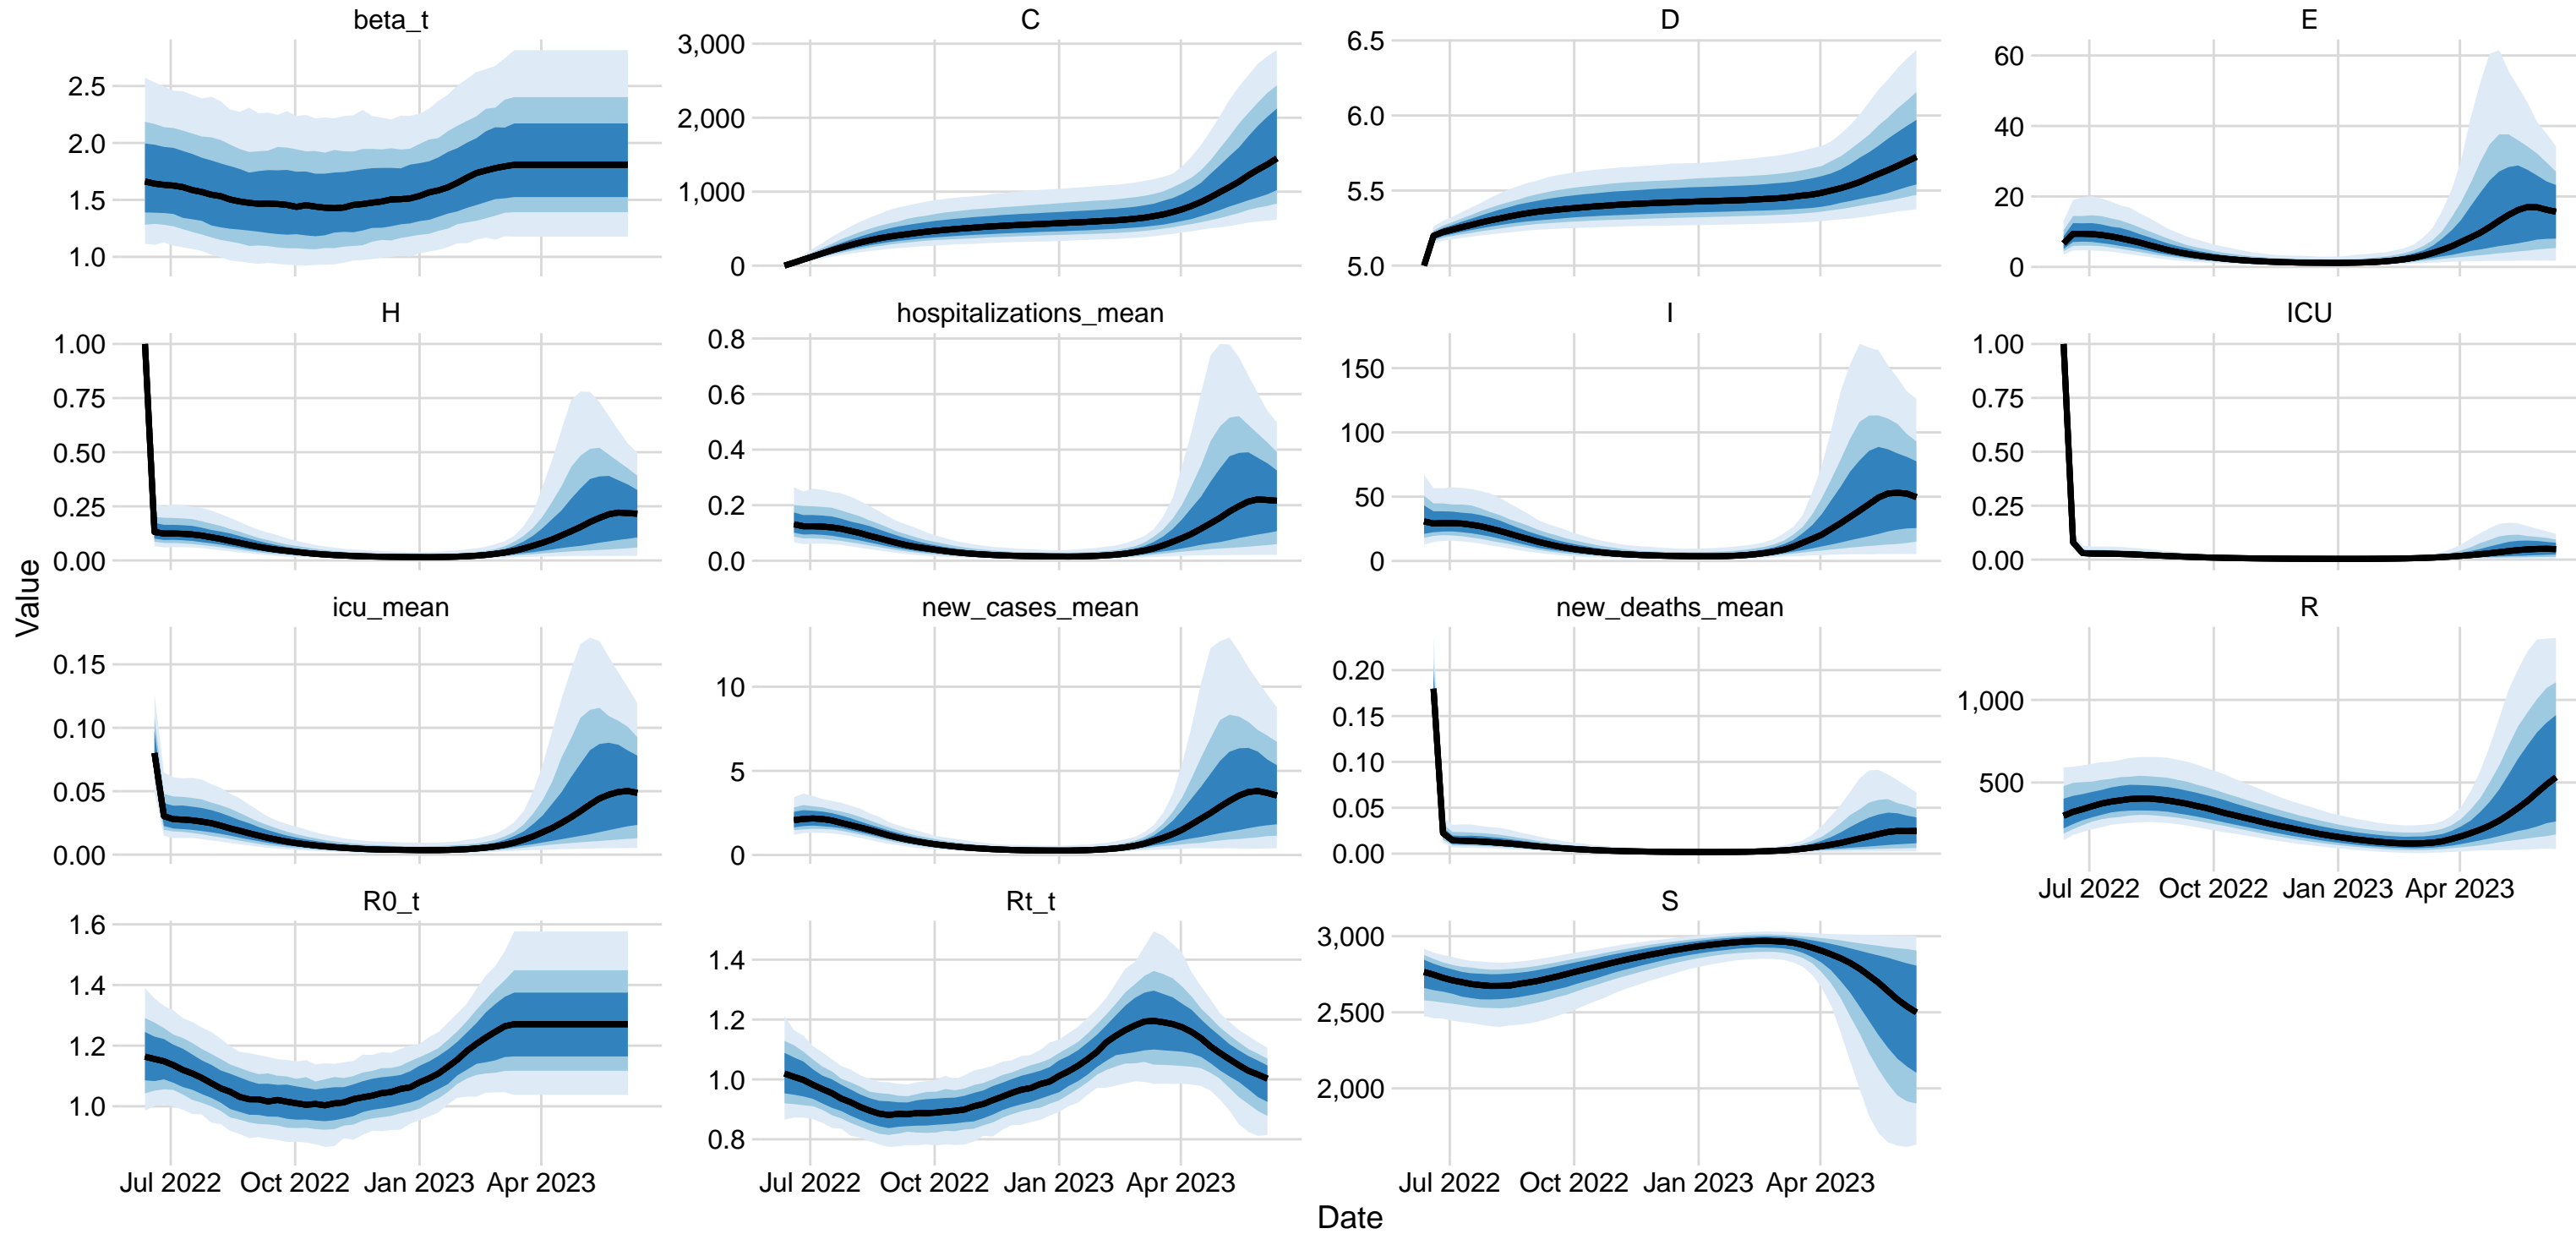 beta_t
C
D
E
2.5
2.0
1.5
1.0
3,000
2,000
1,000
0
6.5
6.0
5.5
5.0
60
40
20
0
H
hospitalizations_mean
I
ICU
1.00
0.75
0.50
0.25
0.00
0.8
0.6
0.4
0.2
0.0
150
100
50
0
1.00
0.75
0.50
0.25
0.00
Value
icu_mean
new_cases_mean
new_deaths_mean
R
0.15
0.10
0.05
0.00
10
5
0
0.20
0.15
0.10
0.05
0.00
1,000
500
Jul 2022 Oct 2022 Jan 2023 Apr 2023
R0_t
Rt_t
S
1.6
1.4
1.2
1.0
1.4
1.2
1.0
0.8
3,000
2,500
2,000
Jul 2022 Oct 2022 Jan 2023 Apr 2023
Jul 2022 Oct 2022 Jan 2023 Apr 2023
Jul 2022 Oct 2022 Jan 2023 Apr 2023
Date